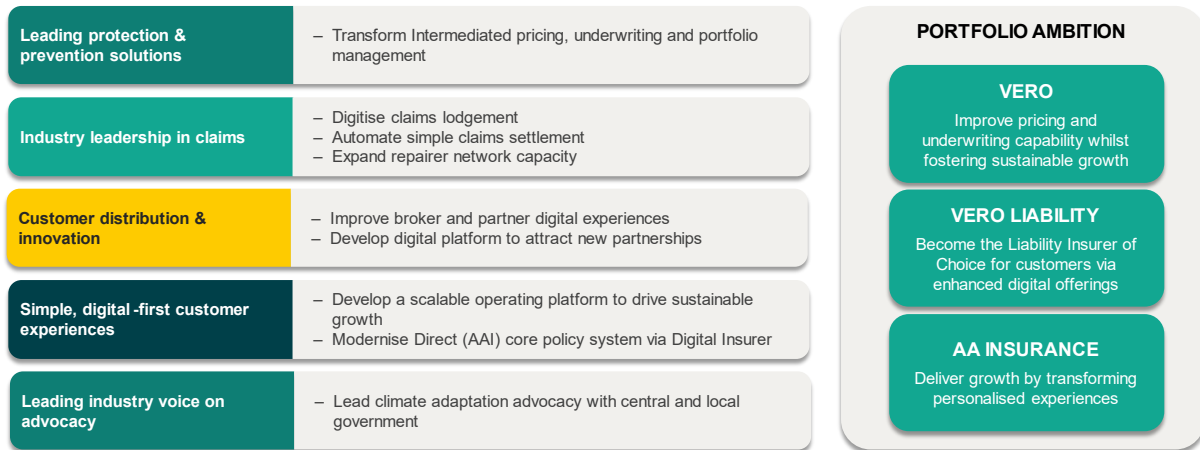 Leading protection &
prevention solutions
– Transform Intermediated pricing, underwriting and portfolio
management
Industry leadership in claims
– Digitise claims lodgement
– Automate simple claims settlement
– Expand repairer network capacity
Customer distribution &
innovation
– Improve broker and partner digital experiences
– Develop digital platform to attract new partnerships
Simple, digital-first customer
experiences
– Develop a scalable operating platform to drive sustainable
growth
– Modernise Direct (AAI) core policy system via Digital Insurer
Leading industry voice on
advocacy
– Lead climate adaptation advocacy with central and local
government
PORTFOLIO AMBITION
VERO
Improve pricing and
underwriting capability whilst
fostering sustainable growth
VERO LIABILITY
Become the Liability Insurer of
Choice for customers via
enhanced digital offerings
AA INSURANCE
Deliver growth by transforming
personalised experiences